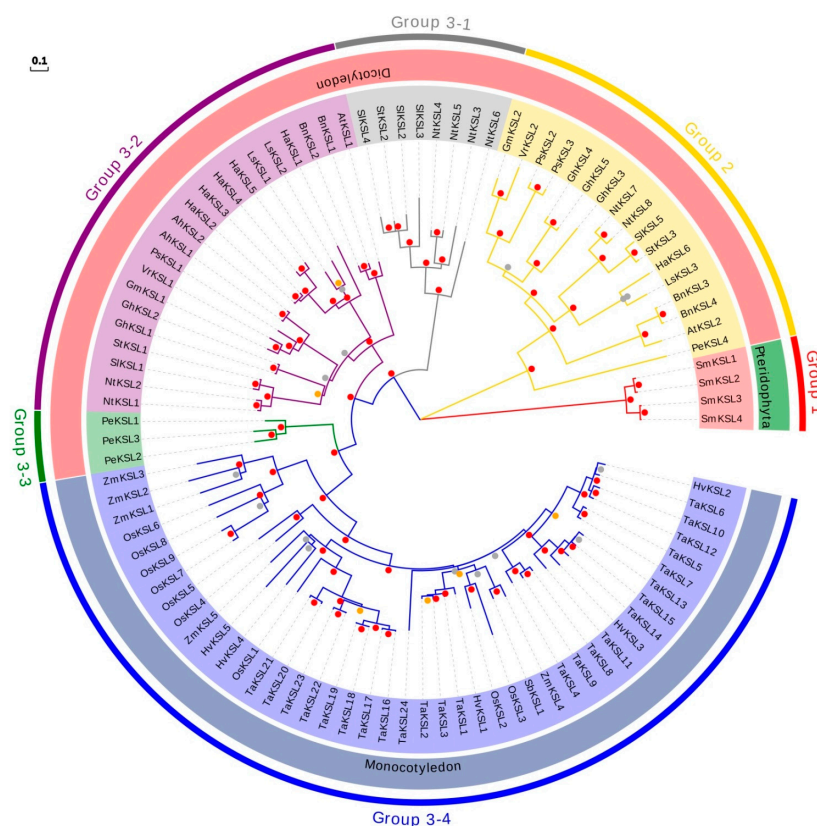 0.1
Group 3-1
Group 2
Group 1
Group 3-2
Group 3-3
Group 3-4
Dicotyledon
Pteridophyta
Monocotyledon
SlKSL4
StKSL2
SlKSL2
SlKSL3
NtKSL4
NtKSL5
NtKSL3
NtKSL6
GmKSL2
VrKSL2
PsKSL2
PsKSL3
GhKSL4
GhKSL5
GhKSL3
NtKSL7
NtKSL8
SlKSL5
StKSL3
HaKSL6
LsKSL3
BnKSL3
BnKSL4
AtKSL2
PeKSL4
SmKSL1
SmKSL2
SmKSL3
SmKSL4
HvKSL2
TaKSL6
TaKSL10
TaKSL12
TaKSL5
TaKSL7
TaKSL13
TaKSL15
TaKSL14
HvKSL3
TaKSL11
TaKSL8
TaKSL9
TaKSL4
ZmKSL4
SbKSL1
OsKSL3
OsKSL2
HvKSL1
TaKSL1
TaKSL3
TaKSL2
TaKSL24
TaKSL16
TaKSL17
TaKSL18
TaKSL19
TaKSL22
TaKSL23
TaKSL20
TaKSL21
OsKSL1
HvKSL4
HvKSL5
ZmKSL5
OsKSL4
OsKSL5
OsKSL7
OsKSL9
OsKSL8
OsKSL6
ZmKSL1
ZmKSL2
ZmKSL3
PeKSL2
PeKSL3
PeKSL1
NtKSL1
NtKSL2
SlKSL1
StKSL1
GhKSL1
GhKSL2
GmKSL1
VrKSL1
PsKSL1
AhKSL1
AhKSL2
HaKSL2
HaKSL3
HaKSL4
HaKSL5
LsKSL1
LsKSL2
HaKSL1
BnKSL2
BnKSL1
AtKSL1